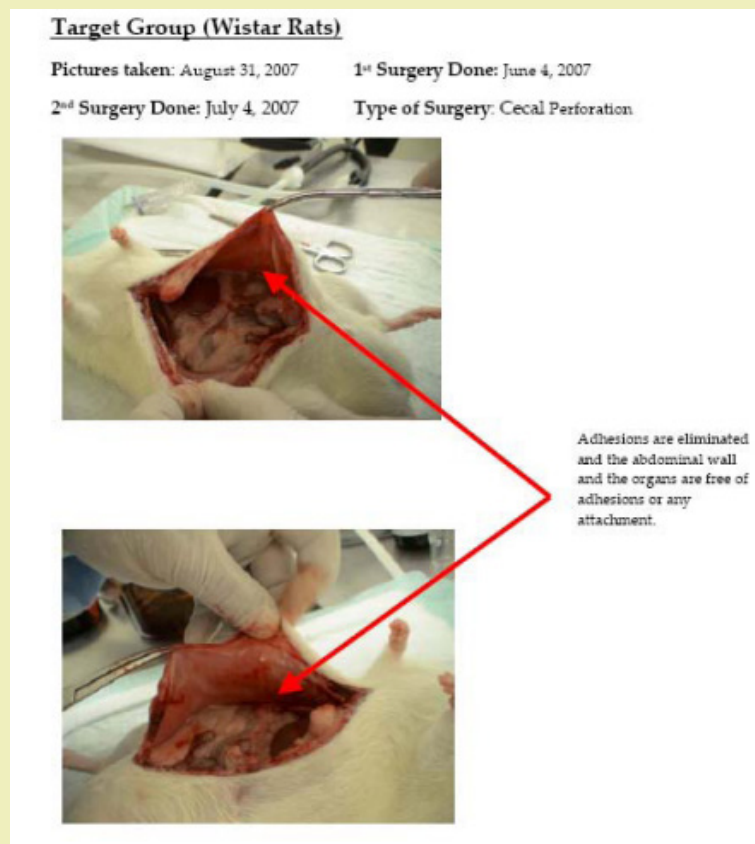 Target Group (Wistar Rats)
Pictures taken: August 31, 2007 1st Surgery Done: June 4, 2007
2nd Surgery Done: July 4, 2007 Type of Surgery: Cecal Perforation
Adhesions are eliminated
and the abdominal wall
and the organs are free of
adhesions or any
attachment.